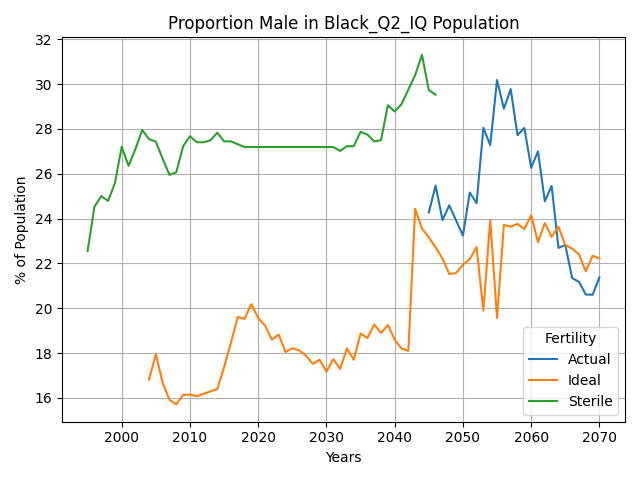 Proportion Male in Black_Q2_IQ Population
% of Population
32
30
28
26
24
22
20
18
16
2000
2010
2020
2030
2040
2050
2060
2070
Years
Fertility
Actual
Ideal
Sterile